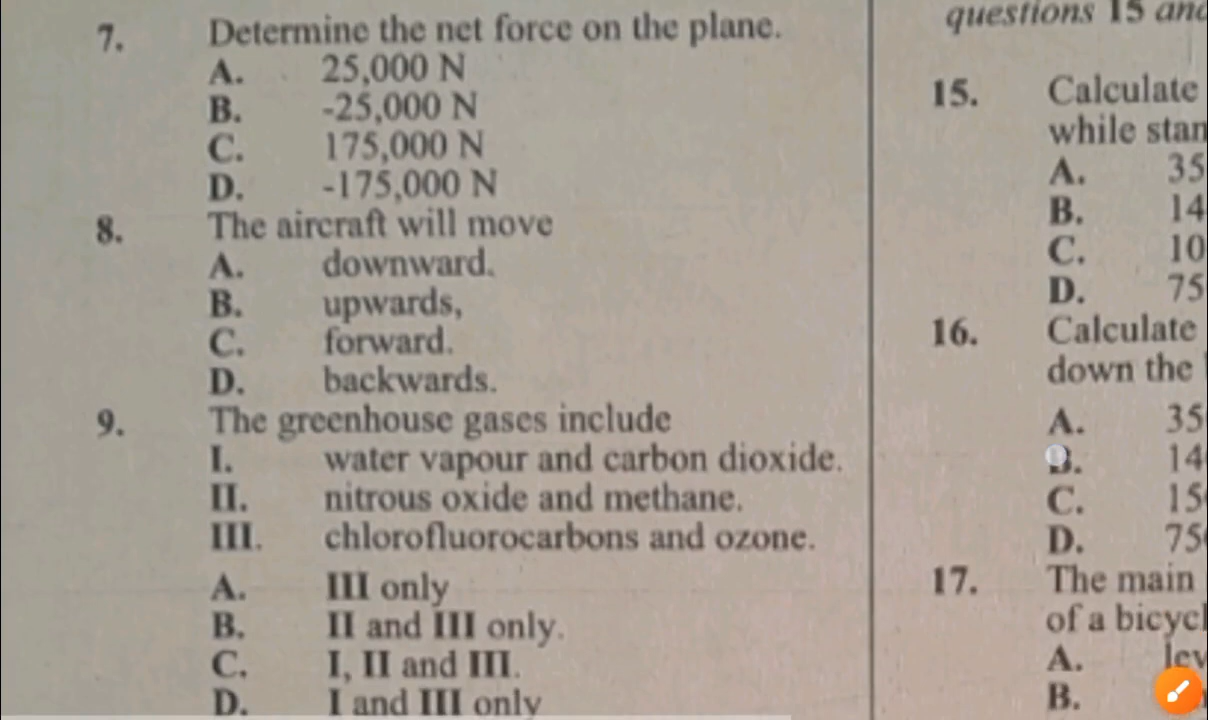 7. Determine the net force on the plane.
A. 25,000 N
B. -25,000 N
C. 175,000 N
D. -175,000 N
8. The aircraft will move
A. downward.
B. upwards,
C. forward.
D. backwards.
9. The greenhouse gases include
I. water vapour and carbon dioxide.
II. nitrous oxide and methane.
III. chlorofluorocarbons and ozone.
A. III only
B. II and III only.
C. I, II and III.
D. I and III only
questions 15 and
15. Calculate
while stan
A. 35
B. 14
C. 10
D. 75
16. Calculate
down the
A. 35
B. 14
C. 15
D. 75
17. The main
of a bicycl
A. lev
B.